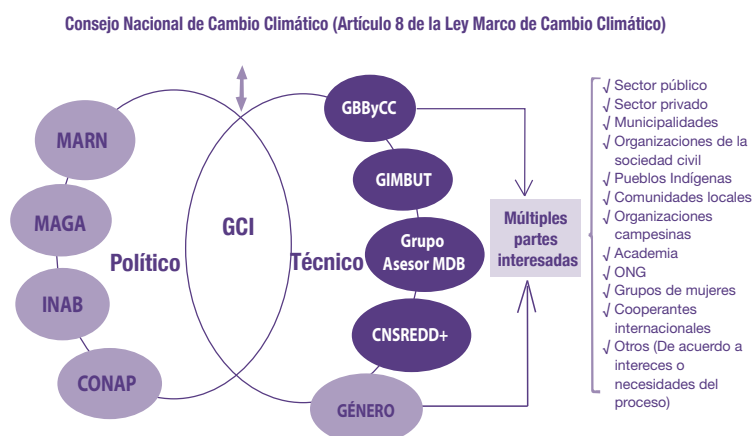 Consejo Nacional de Cambio Climático (Artículo 8 de la Ley Marco de Cambio Climático)
MARN
MAGA
INAB
CONAP
Político
GCI
Técnico
GBByCC
GIMBUT
Grupo
Asesor MDB
CNSREDD+
GÉNERO
Múltiples
partes
interesadas
√ Sector público
√ Sector privado
√ Municipalidades
√ Organizaciones de la
sociedad civil
√ Pueblos Indígenas
√ Comunidades locales
√ Organizaciones
campesinas
√ Academia
√ ONG
√ Grupos de mujeres
√ Cooperantes
internacionales
√ Otros (De acuerdo a
intereces o
necesidades del
proceso)